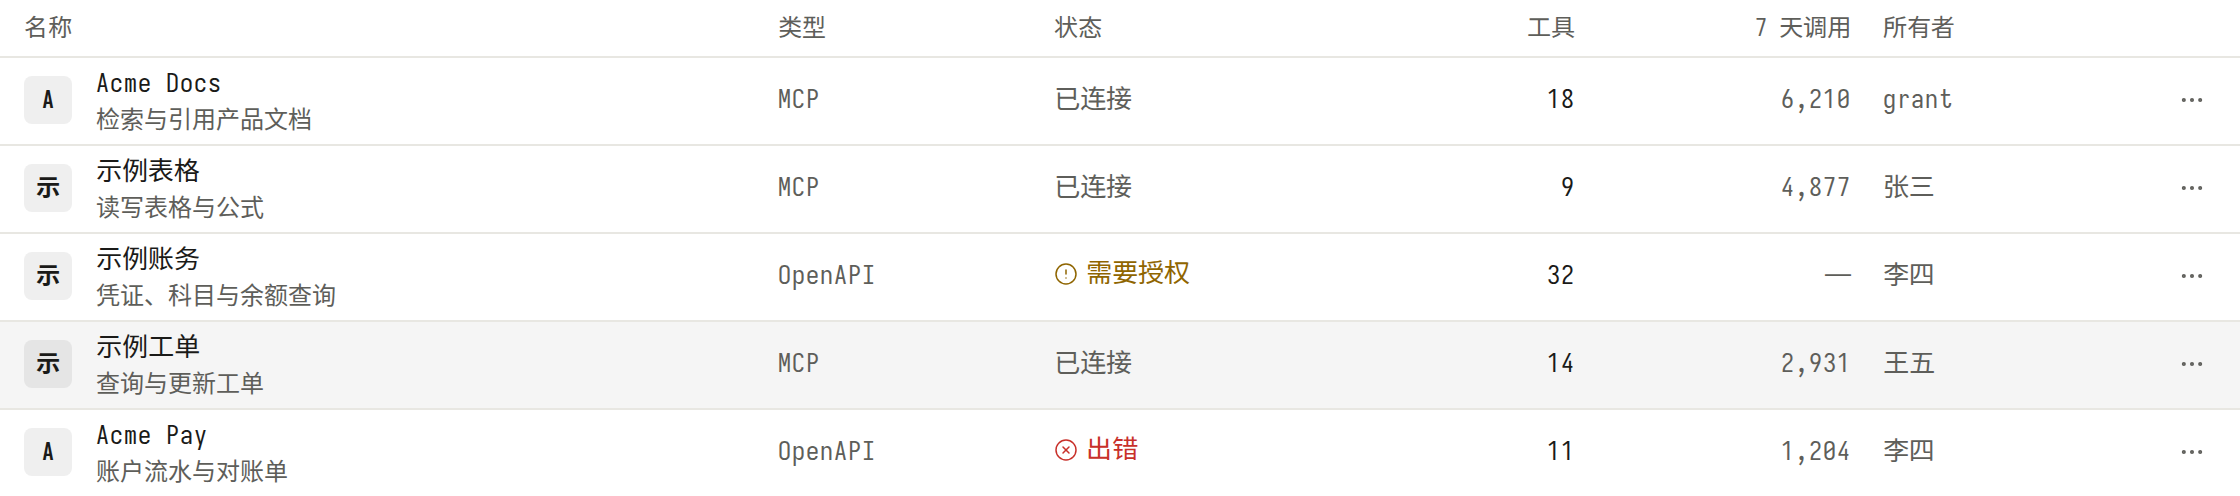 名称 类型 状态 工具 7 天调用 所有者
A Acme Docs MCP 已连接 18 6,210 grant ···
检索与引用产品文档
示 示例表格 MCP 已连接 9 4,877 张三 ···
读写表格与公式
示 示例账务 OpenAPI 需要授权 32 — 李四 ···
凭证、科目与余额查询
示 示例工单 MCP 已连接 14 2,931 王五 ···
查询与更新工单
A Acme Pay OpenAPI 出错 11 1,204 李四 ···
账户流水与对账单